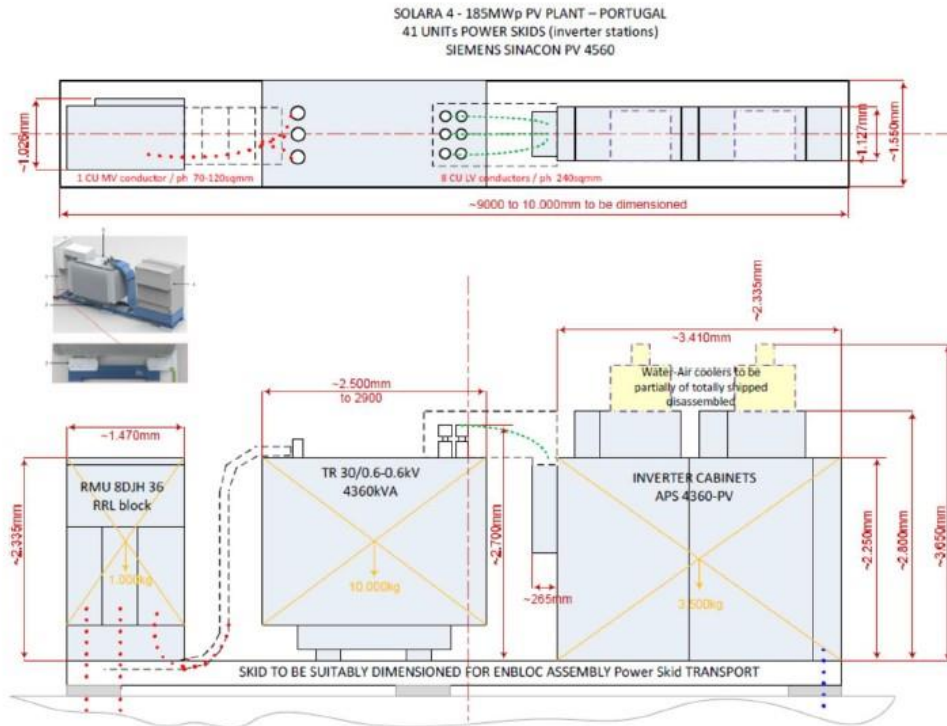 SOLARA 4 - 185MWp PV PLANT – PORTUGAL
41 UNITs POWER SKIDS (inverter stations)
SIEMENS SINACON PV 4560
~1.026mm
1 CU MV conductor / ph 70-120sqmm
8 CU LV conductors / ph 240sqmm
~1.127mm
~1.550mm
~9000 to 10.000mm to be dimensioned
~2.335mm
~3.410mm
Water-Air coolers to be
partially of totally shipped
disassembled
~2.500mm
to 2900
~1.470mm
RMU 8DJH 36
RRL block
TR 30/0.6-0.6kV
4360kVA
INVERTER CABINETS
APS 4360-PV
~2.335mm
1.000kg
10.000kg
~2.700mm
~265mm
3.500kg
~2.250mm
~2.800mm
~3.650mm
SKID TO BE SUITABLY DIMENSIONED FOR ENBLOC ASSEMBLY Power Skid TRANSPORT